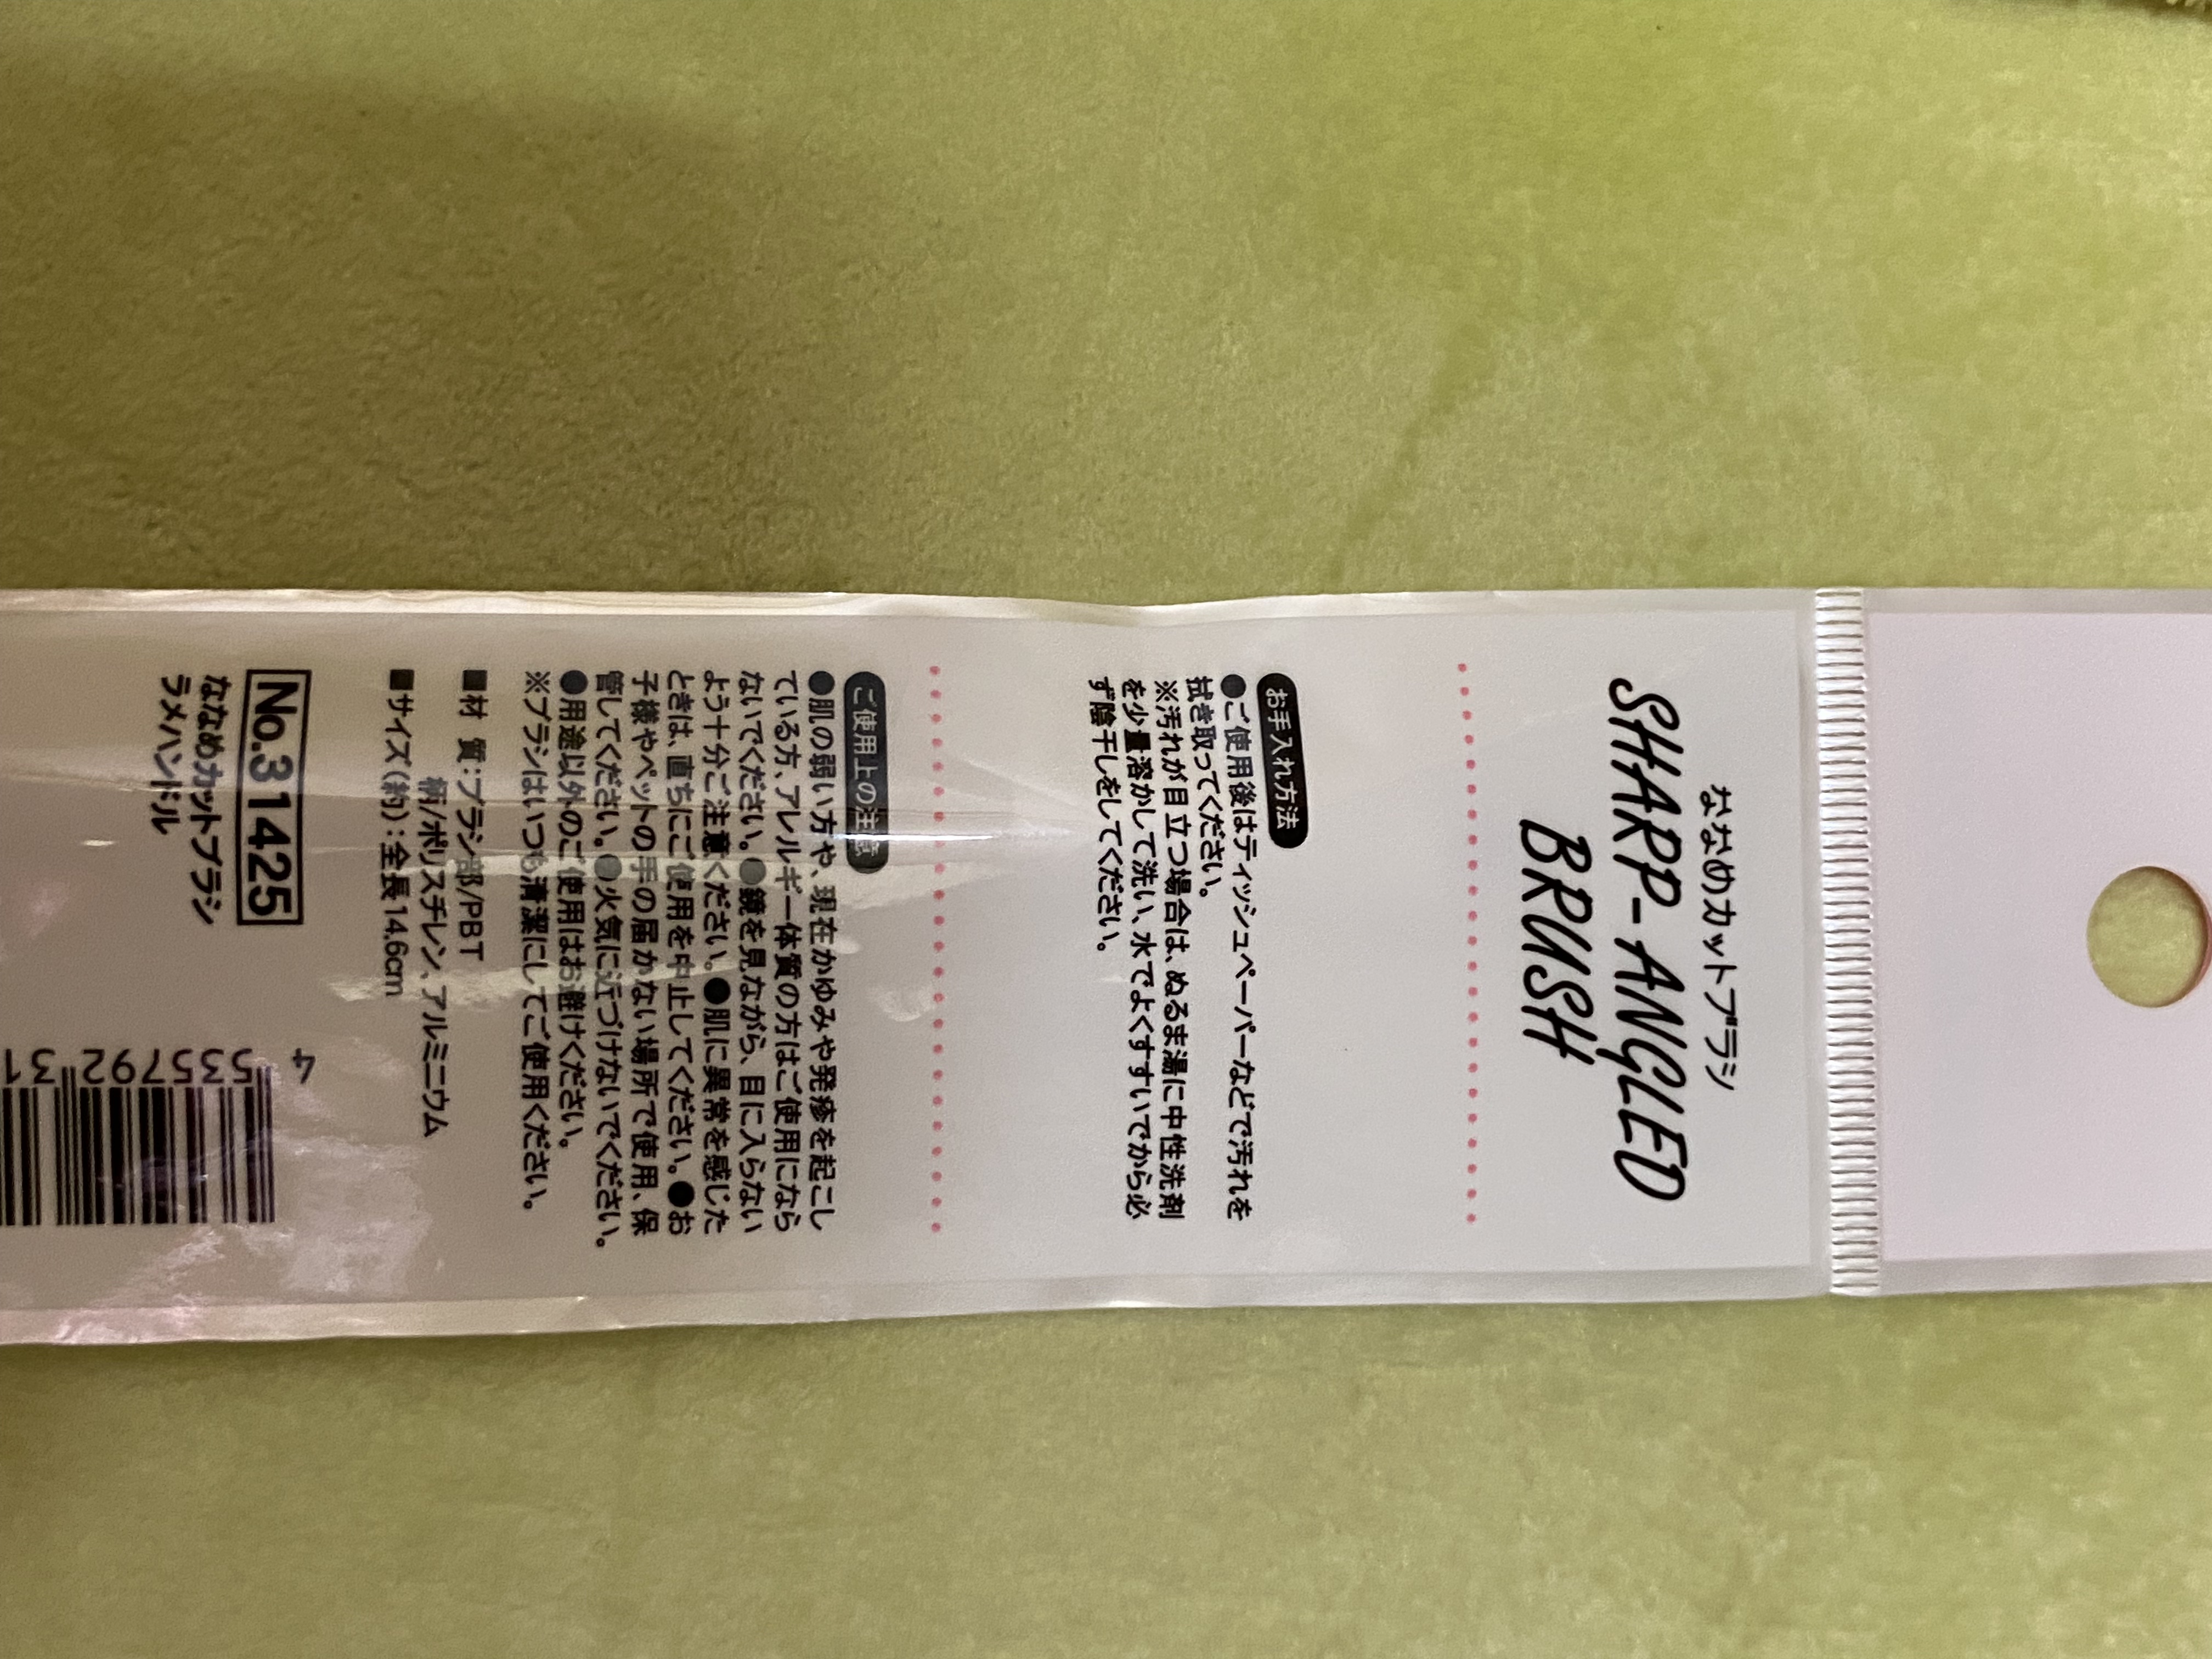 ななめカットブラシ
SHARP-ANGLED
BRUSH
お手入れ方法
●ご使用後はティッシュペーパーなどで汚れを
拭き取ってください。
※汚れが目立つ場合は、ぬるま湯に中性洗剤
を少量溶かして洗い、水でよくすすいでから必
ず陰干しをしてください。
ご使用上の注意
●肌の弱い方や、現在かゆみや発疹を起こし
ている方、アレルギー体質の方はご使用になら
ないでください。●鏡を見ながら、目に入らない
よう十分ご注意ください。●肌に異常を感じた
ときは、直ちにご使用を中止してください。●お
子様やペットの手の届かない場所で使用、保
管してください。●火気に近づけないでください。
●用途以外のご使用はお避けください。
※ブラシはいつも清潔にしてご使用ください。
■材 質：ブラシ部/PBT
柄/ポリスチレン、アルミニウム
■サイズ(約)：全長14.6cm
No.31425
ななめカットブラシ
ラメハンドル
4 535792 31